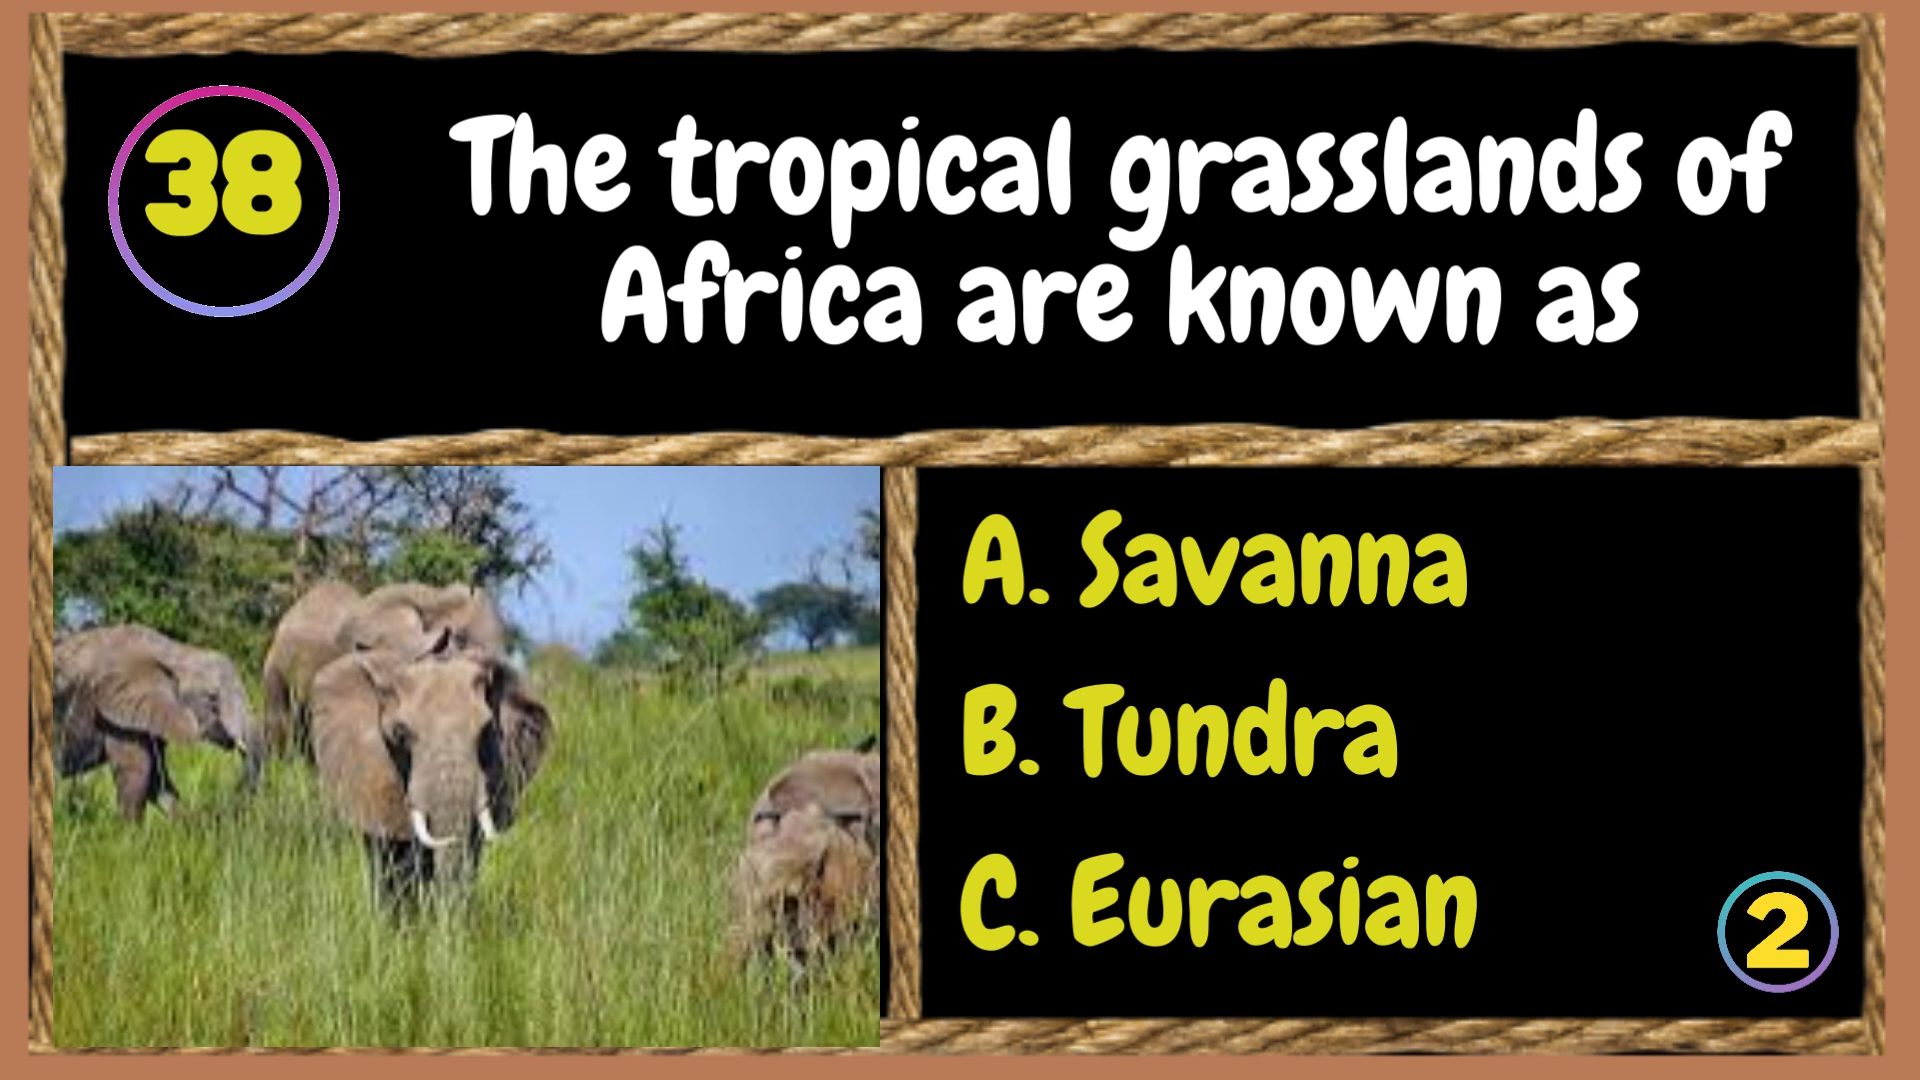 38
The tropical grasslands of
Africa are known as
A. Savanna
B. Tundra
C. Eurasian
2